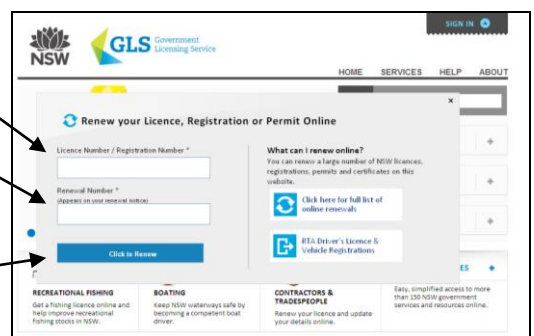 SIGN IN
NSW
GLS Government
Licensing Service
HOME SERVICES HELP ABOUT
×
Renew your Licence, Registration or Permit Online
Licence Number / Registration Number *
Renewal Number *
(Appears on your renewal notice)
Click to Renew
What can I renew online?
You can renew a large number of NSW licences,
registrations, permits and certificates on this
website.
Click here for full list of
online renewals
RTA Driver's Licence &
Vehicle Registrations
ES
RECREATIONAL FISHING
Get a fishing licence online and
help improve recreational
fishing stocks in NSW.
BOATING
Keep NSW waterways safe by
becoming a competent boat
driver.
CONTRACTORS &
TRADESPEOPLE
Renew your licence and update
your details online.
Easy, simplified access to more
than 150 NSW government
services and resources online.